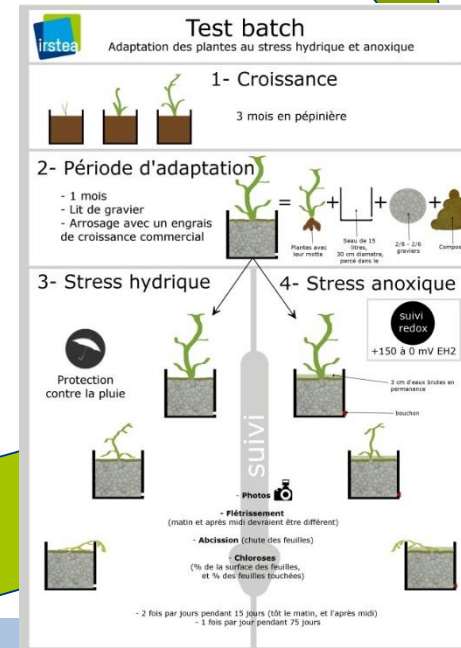 irstea
Test batch
Adaptation des plantes au stress hydrique et anoxique
1- Croissance
3 mois en pépinière
2- Période d'adaptation
- 1 mois
- Lit de gravier
- Arrosage avec un engrais
de croissance commercial
= + + +
Plantes avec
leur motte
Seau de 15
litres,
30 cm diametre,
percé dans le
2/8 - 2/6
graviers
Compos
3- Stress hydrique
Protection
contre la pluie
4- Stress anoxique
suivi
redox
+150 à 0 mV EH2
3 cm d'eaux brutes en
permanence
bouchon
suivi
- Photos
- Flétrissement
(matin et après midi devraient être différent)
- Abcission (chute des feuilles)
- Chloroses
(% de la surface des feuilles,
et % des feuilles touchées)
- 2 fois par jours pendant 15 jours (tôt le matin, et l'après midi)
- 1 fois par jour pendant 75 jours